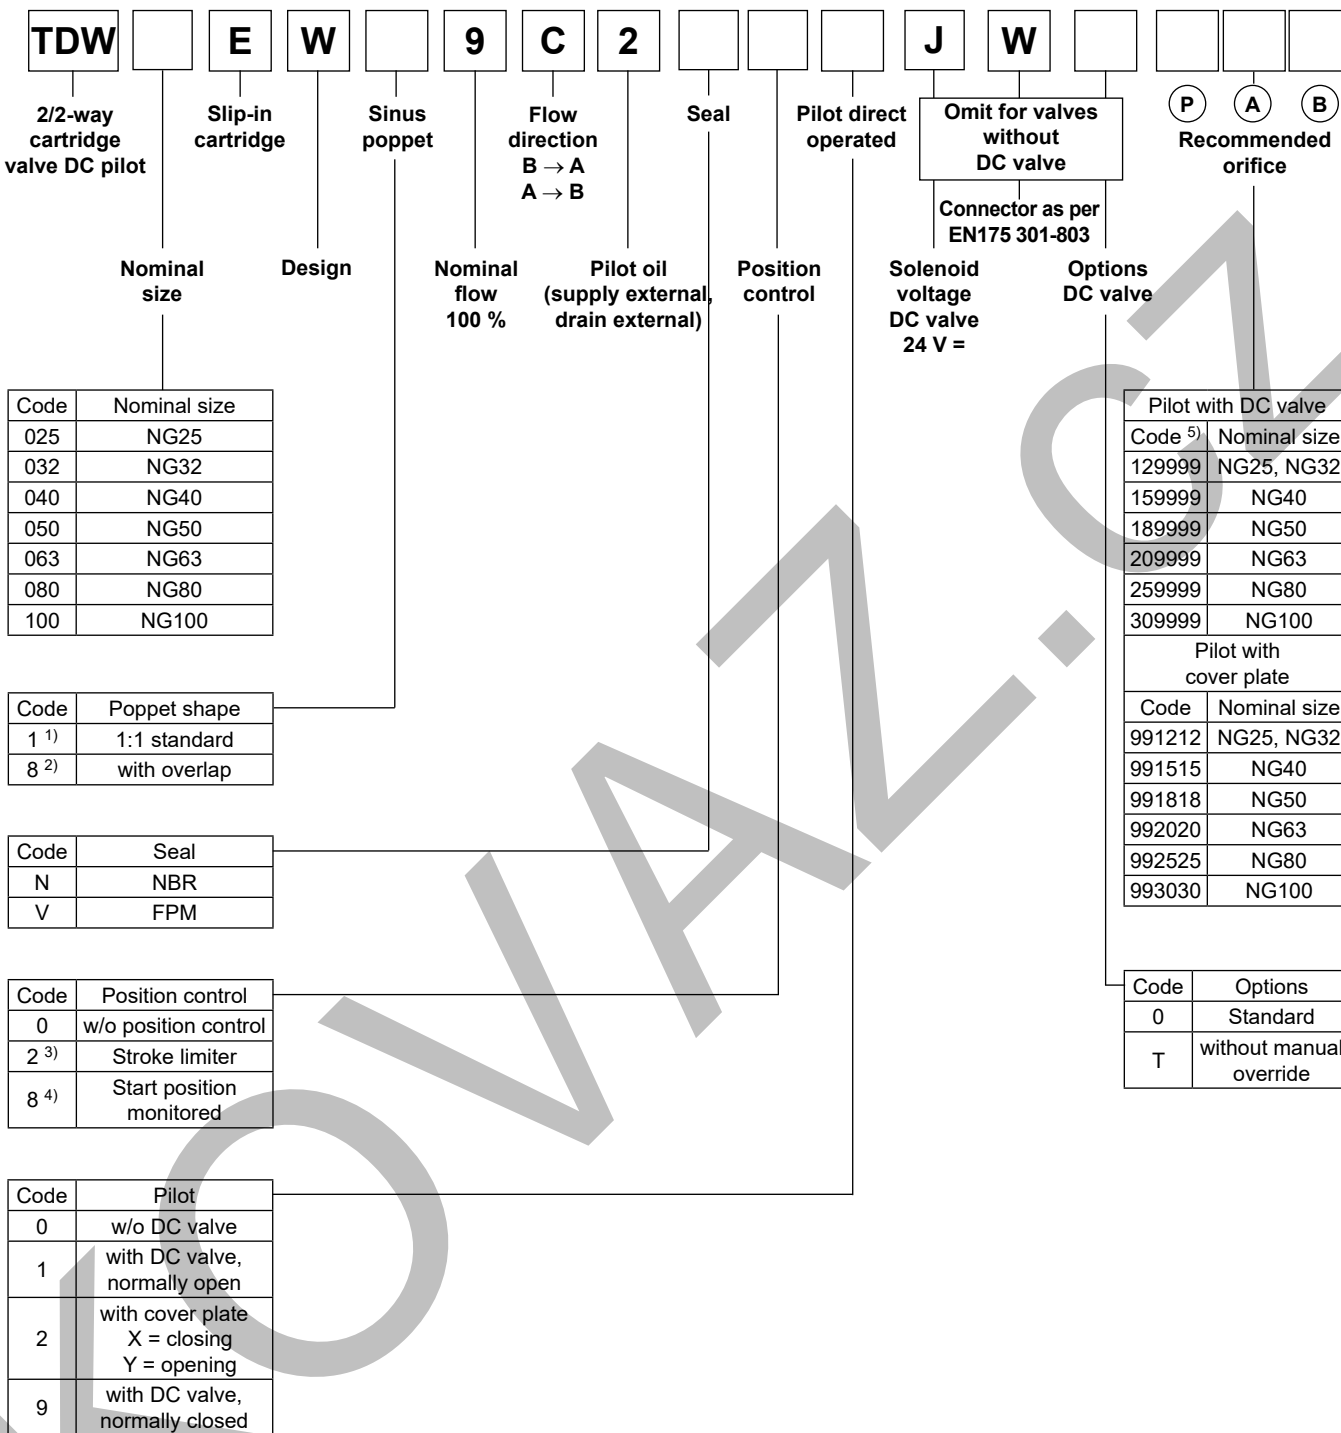 TDW E W 9 C 2 J W
P A B
2/2-way
cartridge
valve DC pilot
Slip-in
cartridge
Sinus
poppet
Flow
direction
B → A
A → B
Seal
Pilot direct
operated
Omit for valves
without
DC valve
Recommended
orifice
Connector as per
EN175 301-803
Nominal
size
Design
Nominal
flow
100 %
Pilot oil
(supply external,
drain external)
Position
control
Solenoid
voltage
DC valve
24 V =
Options
DC valve
Code Nominal size
025 NG25
032 NG32
040 NG40
050 NG50
063 NG63
080 NG80
100 NG100
Code Poppet shape
1 1) 1:1 standard
8 2) with overlap
Code Seal
N NBR
V FPM
Code Position control
0 w/o position control
2 3) Stroke limiter
8 4) Start position
monitored
Code Pilot
0 w/o DC valve
1 with DC valve,
normally open
2 with cover plate
X = closing
Y = opening
9 with DC valve,
normally closed
Pilot with DC valve
Code 5) Nominal size
129999 NG25, NG32
159999 NG40
189999 NG50
209999 NG63
259999 NG80
309999 NG100
Pilot with
cover plate
Code Nominal size
991212 NG25, NG32
991515 NG40
991818 NG50
992020 NG63
992525 NG80
993030 NG100
Code Options
0 Standard
T without manual
override
KOVAZ.cz